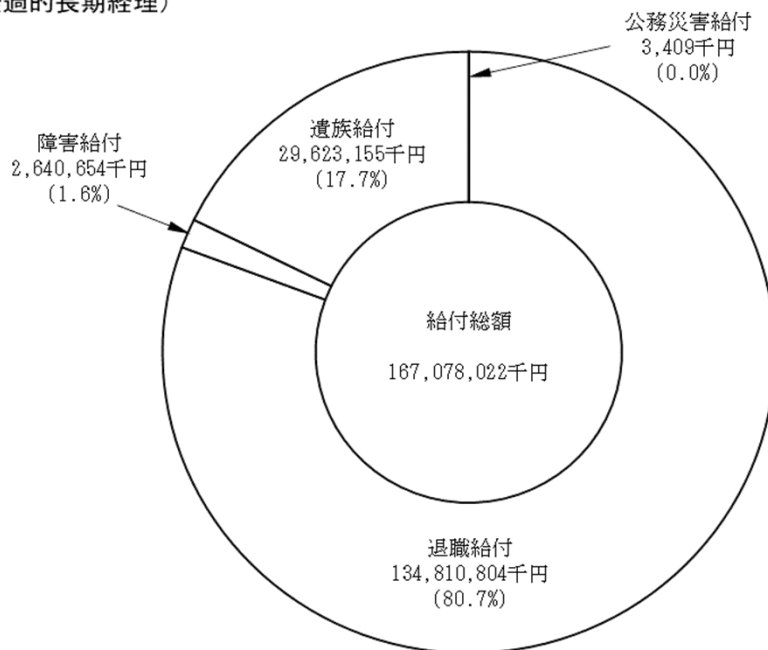 過的長期経理）
公務災害給付
3,409千円
(0.0%)
遺族給付
29,623,155千円
(17.7%)
障害給付
2,640,654千円
(1.6%)
給付総額
167,078,022千円
退職給付
134,810,804千円
(80.7%)